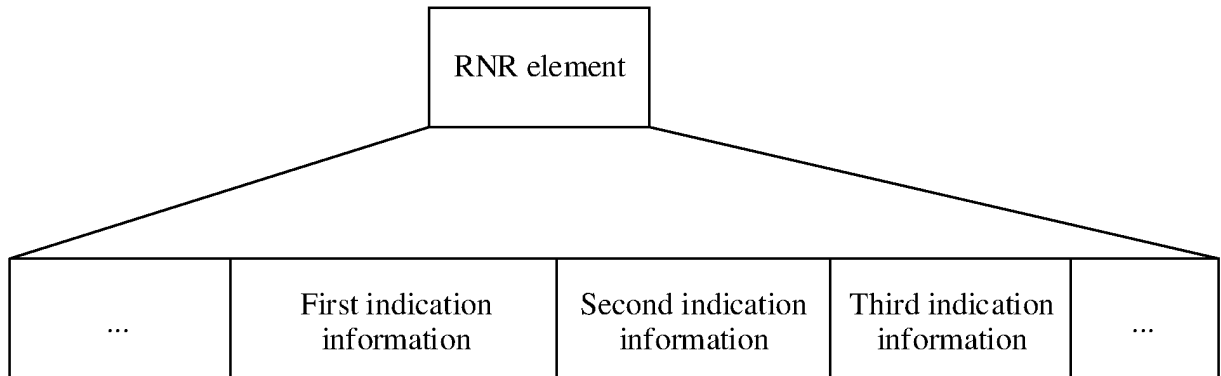 RNR element
...
First indication
information
Second indication
information
Third indication
information
...